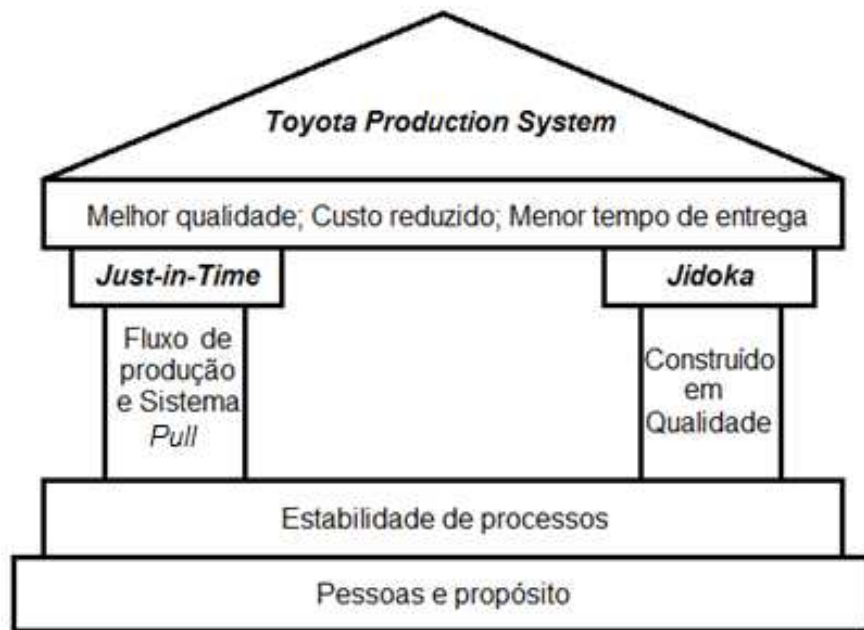 Toyota Production System
Melhor qualidade; Custo reduzido; Menor tempo de entrega
Just-in-Time
Jidoka
Fluxo de
produção
e Sistema
Pull
Construído
em
Qualidade
Estabilidade de processos
Pessoas e propósito